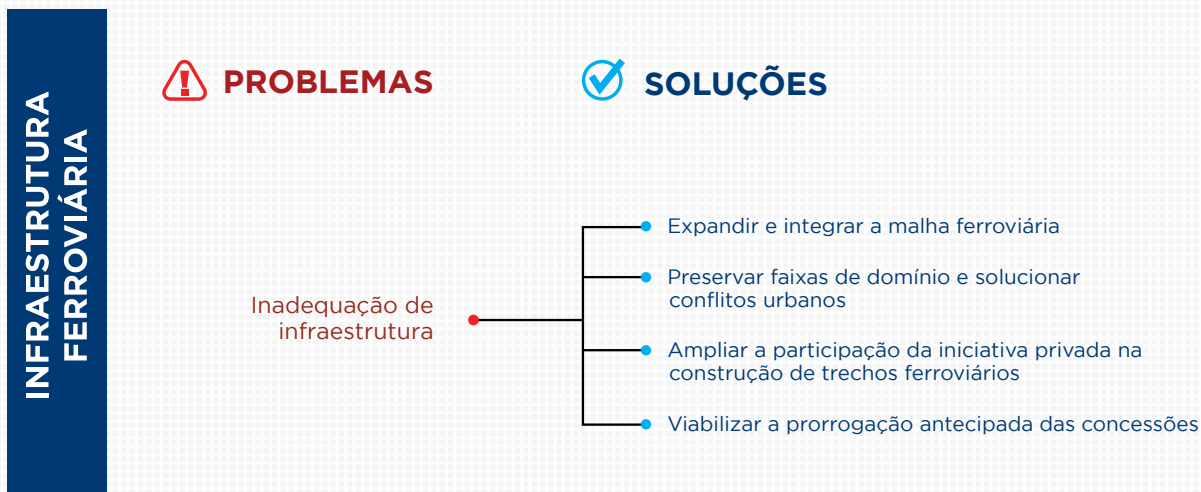 INFRAESTRUTURA
FERROVIÁRIA
PROBLEMAS
SOLUÇÕES
Inadequação de
infraestrutura
Expandir e integrar a malha ferroviária
Preservar faixas de domínio e solucionar
conflitos urbanos
Ampliar a participação da iniciativa privada na
construção de trechos ferroviários
Viabilizar a prorrogação antecipada das concessões